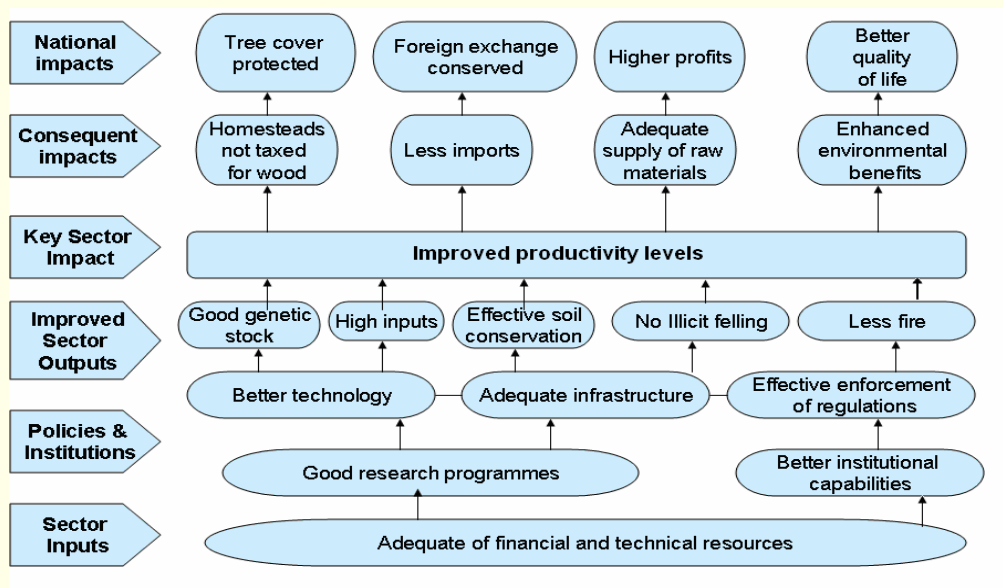 National
impacts
Tree cover
protected
Foreign exchange
conserved
Higher profits
Better
quality
of life
Consequent
impacts
Homesteads
not taxed
for wood
Less imports
Adequate
supply of raw
materials
Enhanced
environmental
benefits
Key Sector
Impact
Improved productivity levels
Improved
Sector
Outputs
Good genetic
stock
High inputs
Effective soil
conservation
No Illicit felling
Less fire
Better technology
Adequate infrastructure
Effective enforcement
of regulations
Policies &
Institutions
Good research programmes
Better institutional
capabilities
Sector
Inputs
Adequate of financial and technical resources